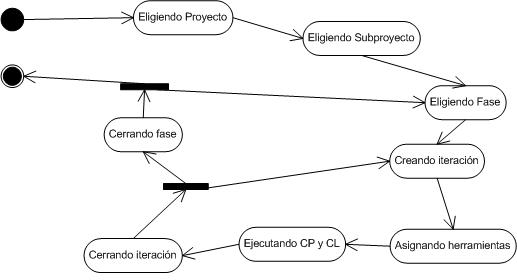 Eligiendo Proyecto
Eligiendo Subproyecto
Eligiendo Fase
Cerrando fase
Creando iteración
Ejecutando CP y CL
Asignando herramientas
Cerrando iteración